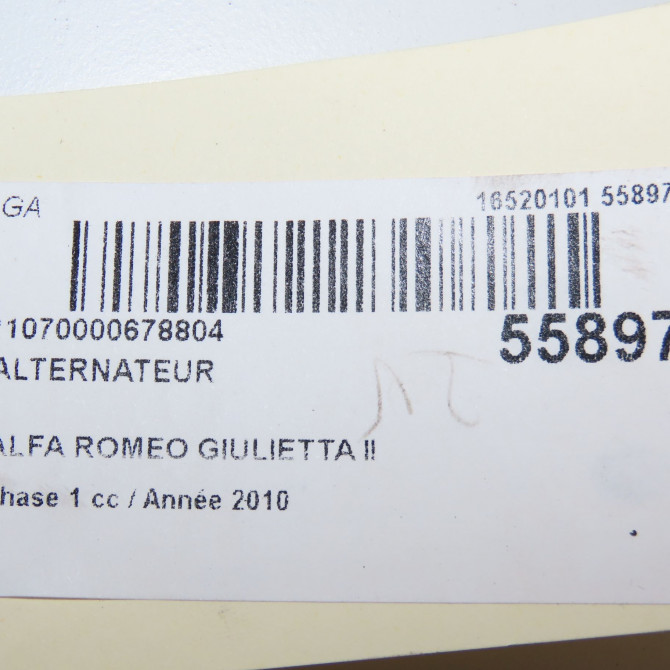 GA
16520101 55897
1070000678804
55897
ALTERNATEUR
ALFA ROMEO GIULIETTA II
hase 1 cc / Année 2010